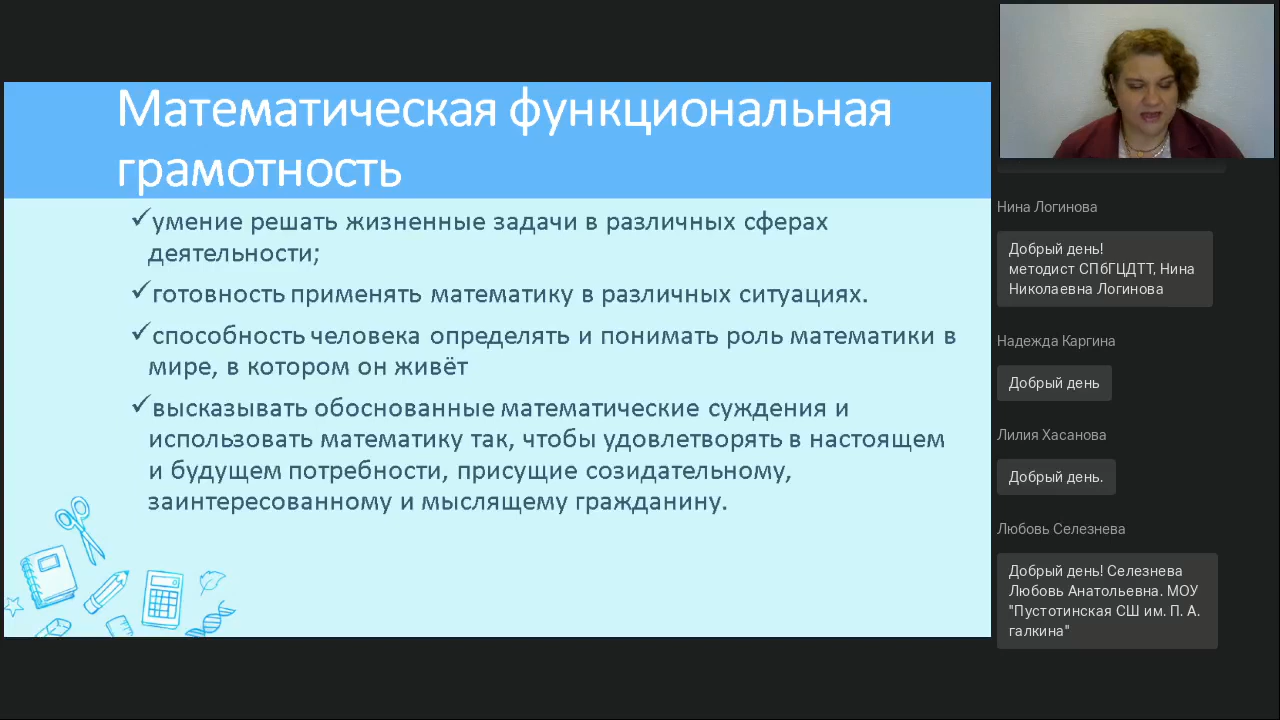 Математическая функциональная
грамотность
умение решать жизненные задачи в различных сферах
деятельности;
готовность применять математику в различных ситуациях.
способность человека определять и понимать роль математики в
мире, в котором он живёт
высказывать обоснованные математические суждения и
использовать математику так, чтобы удовлетворять в настоящем
и будущем потребности, присущие созидательному,
заинтересованному и мыслящему гражданину.
Нина Логинова
Добрый день!
методист СПбГЦДТТ, Нина
Николаевна Логинова
Надежда Каргина
Добрый день
Лилия Хасанова
Добрый день.
Любовь Селезнева
Добрый день! Селезнева
Любовь Анатольевна. МОУ
"Пустотинская СШ им. П. А.
галкина"